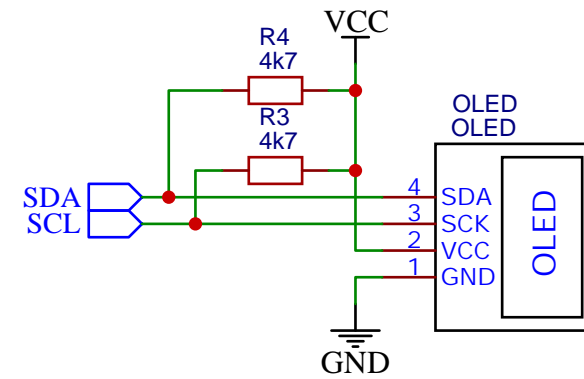 VCC
R4
4k7
R3
4k7
OLED
OLED
SDA
SCL
4 SDA
3 SCK
2 VCC
1 GND
OLED
GND